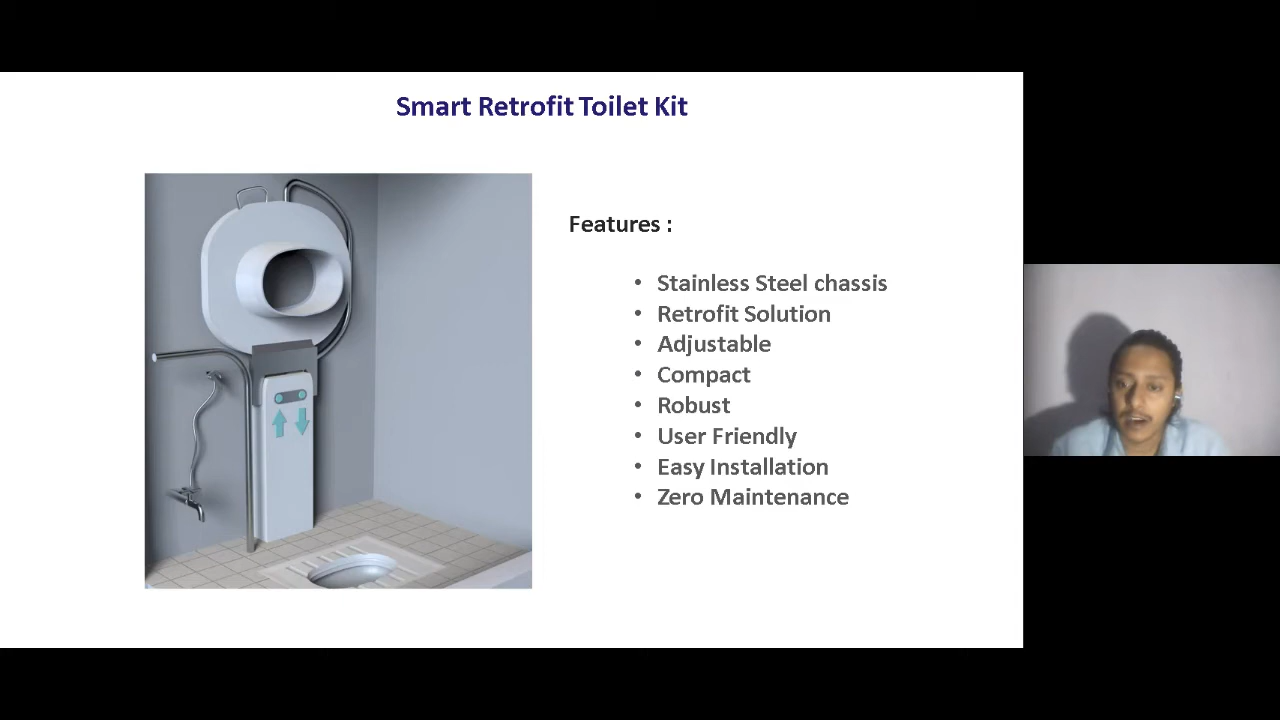 Smart Retrofit Toilet Kit
Features :
• Stainless Steel chassis
• Retrofit Solution
• Adjustable
• Compact
• Robust
• User Friendly
• Easy Installation
• Zero Maintenance